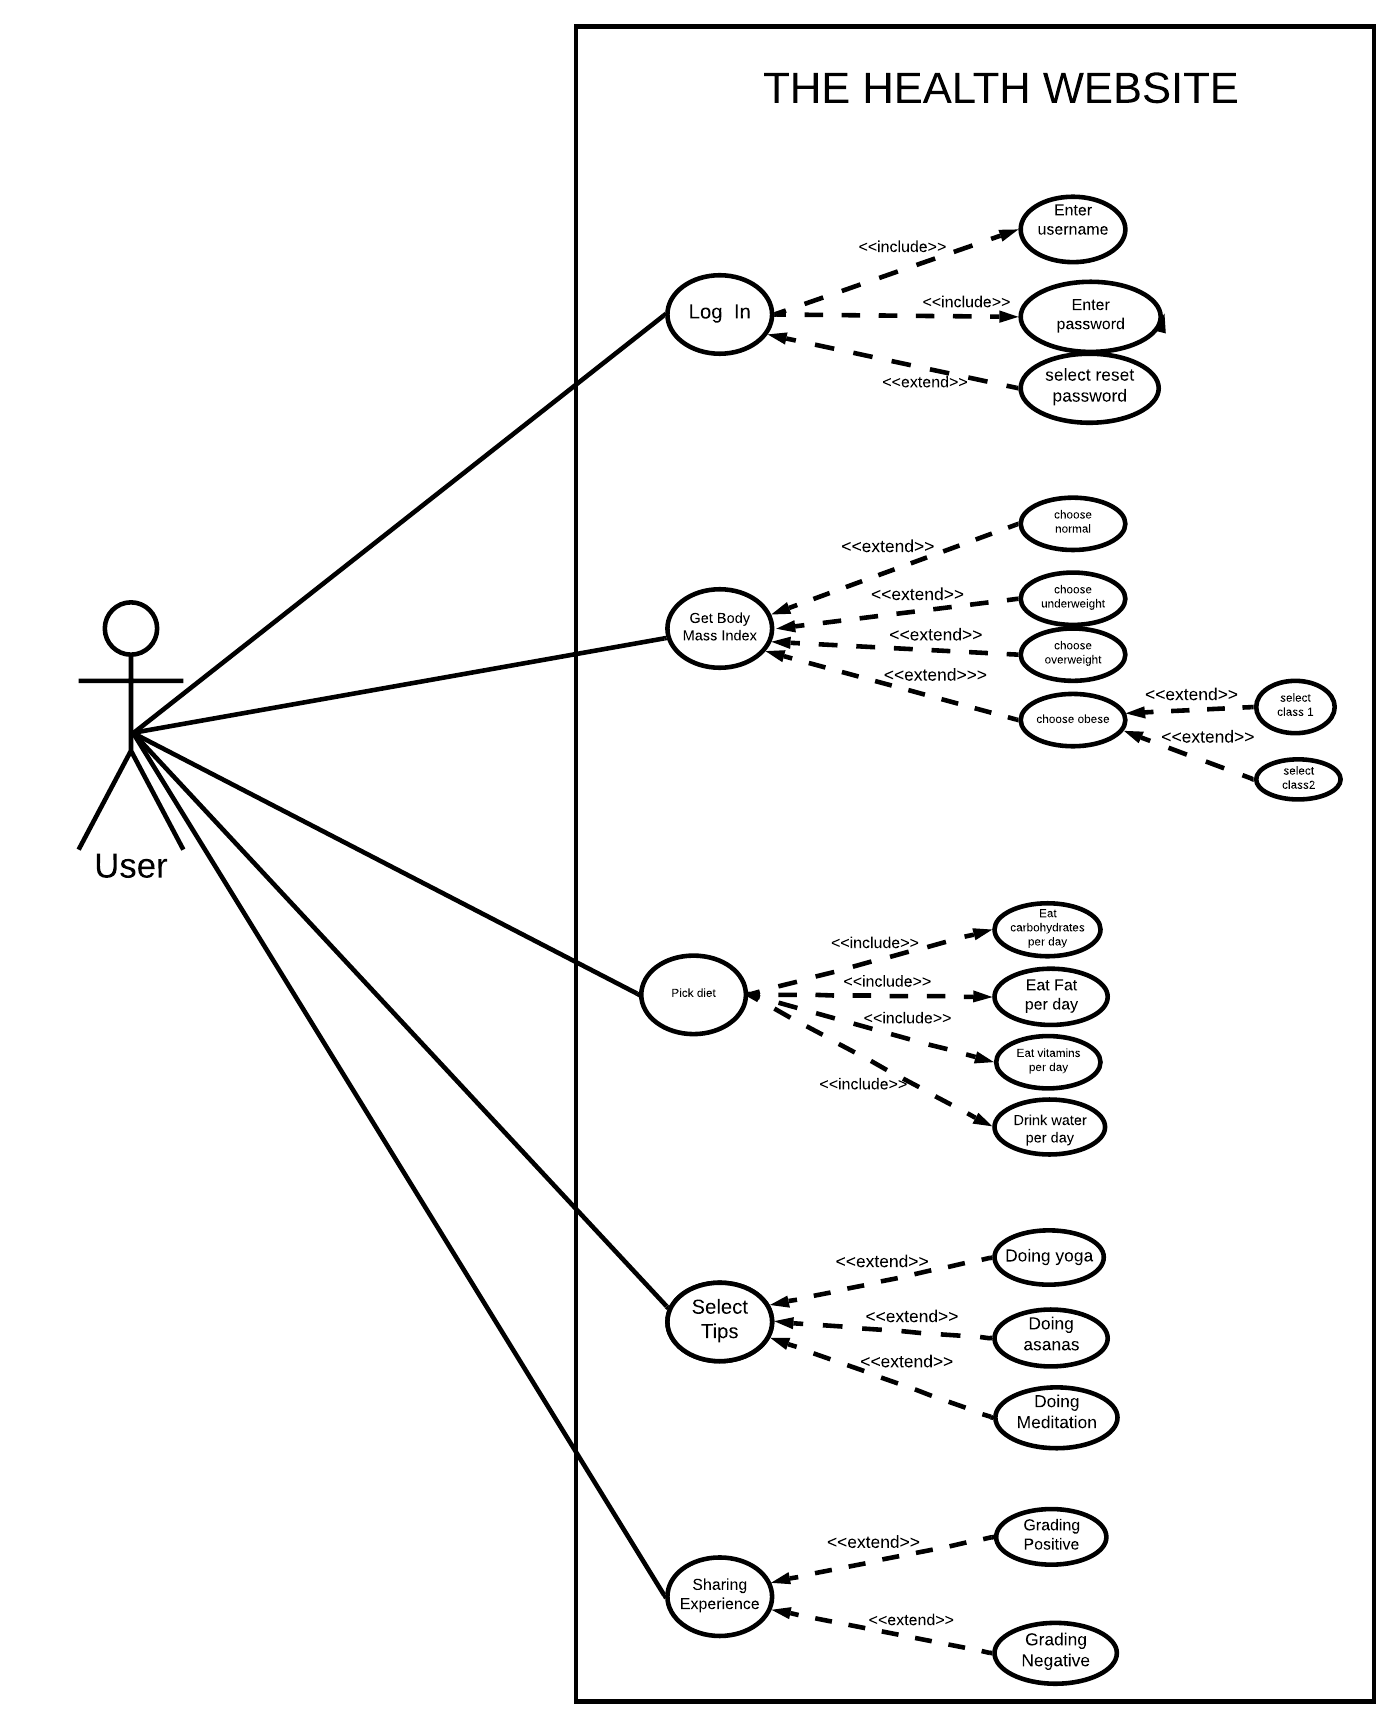 THE HEALTH WEBSITE
Enter
username
<<include>>
Log In
<<include>>
Enter
password
<<extend>>
select reset
password
choose
normal
<<extend>>
Get Body
Mass Index
<<extend>>
choose
underweight
<<extend>>
choose
overweight
<<extend>>>
choose obese
<<extend>>
select
class 1
<<extend>>
select
class2
User
Eat
carbohydrates
per day
<<include>>
Pick diet
<<include>>
Eat Fat
per day
<<include>>
Eat vitamins
per day
<<include>>
Drink water
per day
<<extend>>
Doing yoga
Select
Tips
<<extend>>
Doing
asanas
<<extend>>
Doing
Meditation
<<extend>>
Grading
Positive
Sharing
Experience
<<extend>>
Grading
Negative